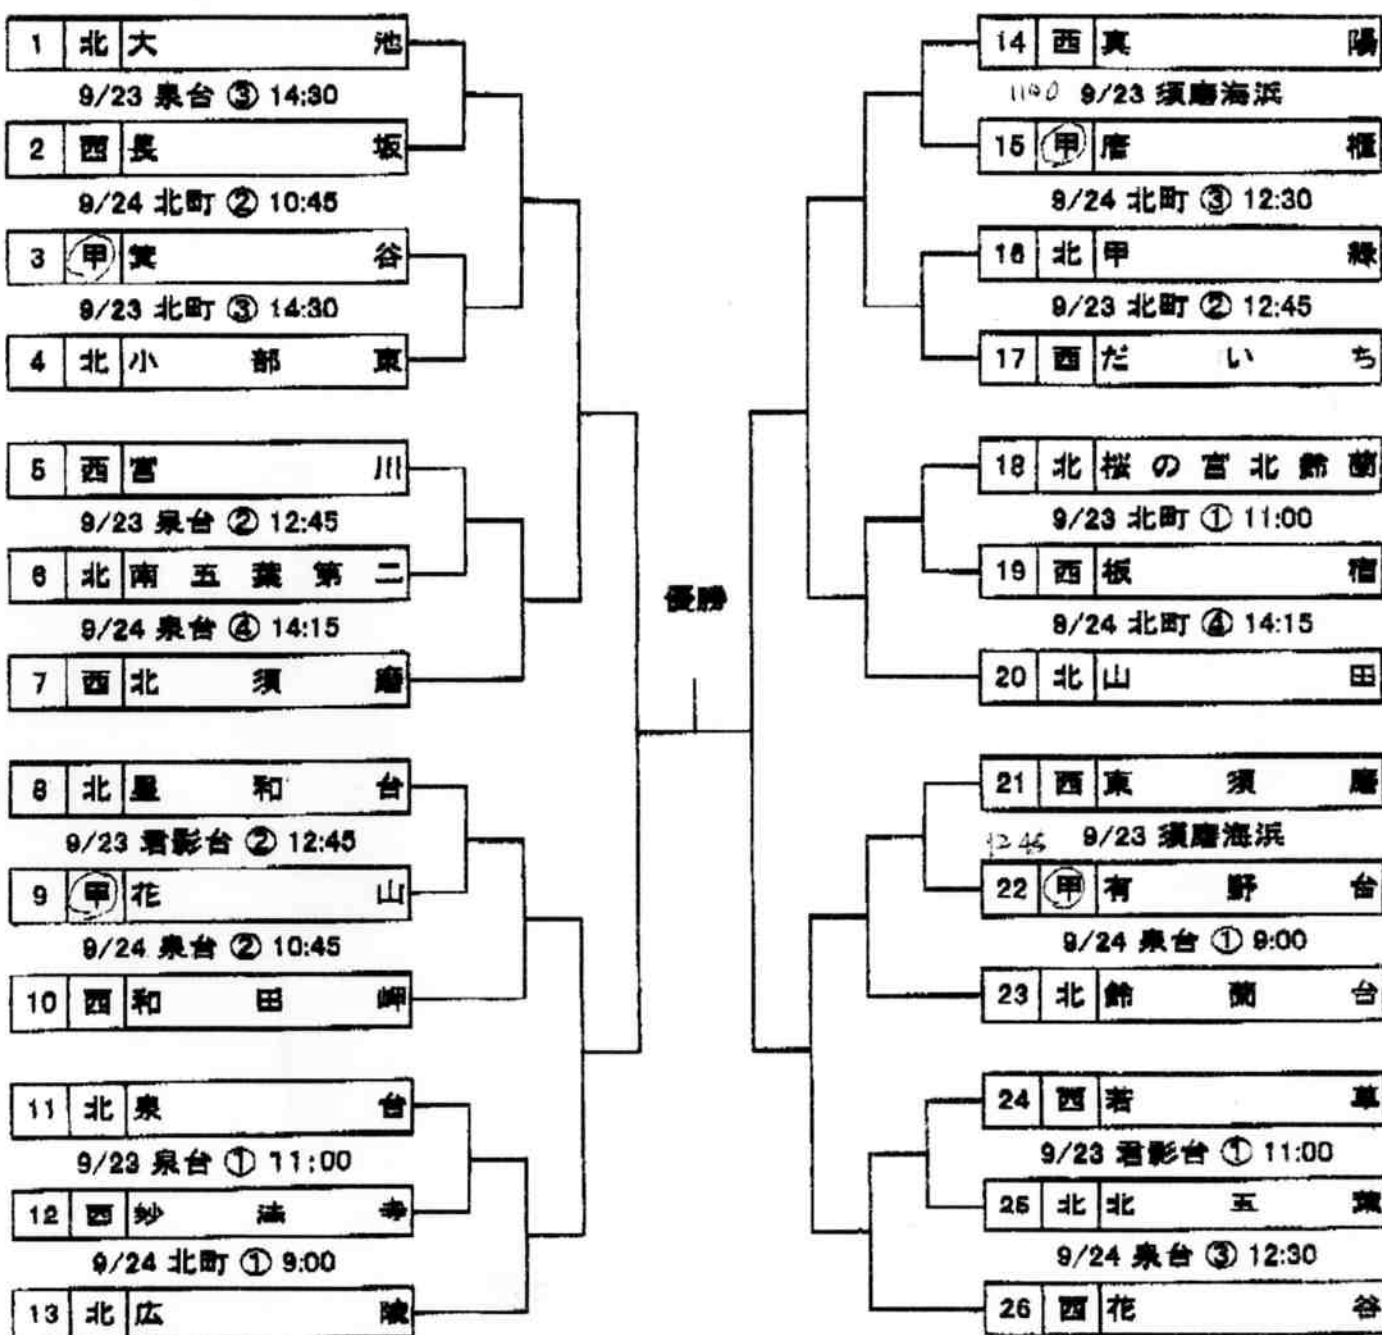 1 北 大池
9/23 泉台 ③ 14:30
2 西 長坂
9/24 北町 ② 10:45
3 甲 箕谷
9/23 北町 ③ 14:30
4 北 小部東
5 西 宮川
9/23 泉台 ② 12:45
6 北 南五葉第二
9/24 泉台 ④ 14:15
7 西 北須磨
8 北 星和台
9/23 君影台 ② 12:45
9 甲 花山
9/24 泉台 ② 10:45
10 西 和田岬
11 北 泉台
9/23 泉台 ① 11:00
12 西 妙法寺
9/24 北町 ① 9:00
13 北 広陵
優勝
14 西 真陽
1100 9/23 須磨海浜
15 甲 唐櫃
9/24 北町 ③ 12:30
16 北 甲緑
9/23 北町 ② 12:45
17 西 だいち
18 北 桜の宮北鈴蘭
9/23 北町 ① 11:00
19 西 板宿
9/24 北町 ④ 14:15
20 北 山田
21 西 東須磨
12 45 9/23 須磨海浜
22 甲 有野台
9/24 泉台 ① 9:00
23 北 鈴蘭台
24 西 若草
9/23 君影台 ① 11:00
25 北 北五葉
9/24 泉台 ③ 12:30
26 西 花谷